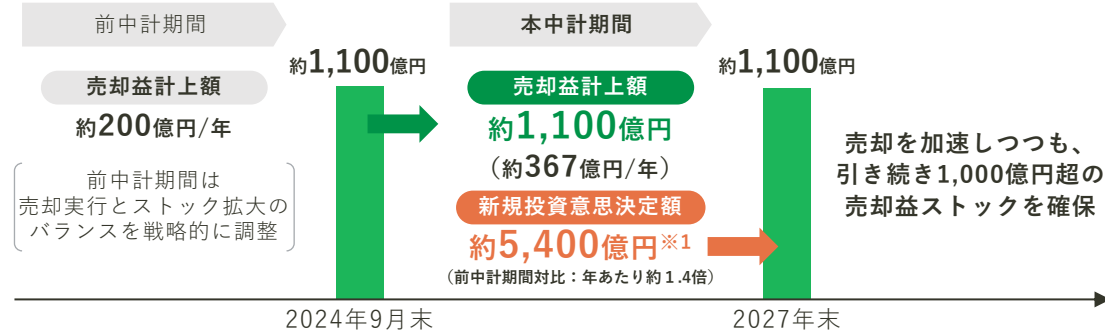 前中計期間
売却益計上額
約200億円/年
前中計期間は
売却実行とストック拡大の
バランスを戦略的に調整
約1,100億円
2024年9月末
本中計期間
売却益計上額
約1,100億円
（約367億円/年）
新規投資意思決定額
約5,400億円※1
（前中計期間対比：年あたり約1.4倍）
約1,100億円
2027年末
売却を加速しつつも、
引き続き1,000億円超の
売却益ストックを確保